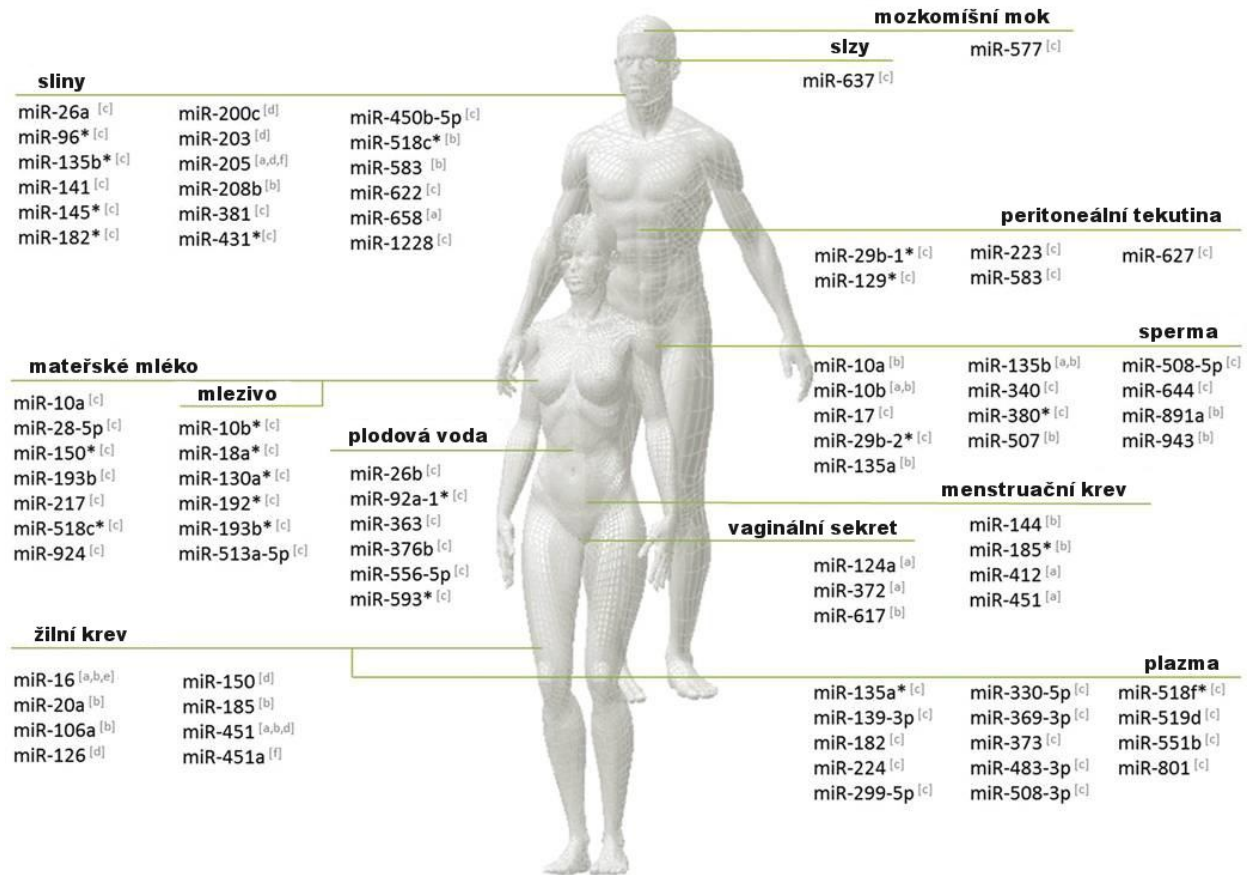 mozkomíšní mok
miR-577 [c]
slzy
miR-637 [c]
sliny
miR-26a [c]
miR-96* [c]
miR-135b* [c]
miR-141 [c]
miR-145* [c]
miR-182* [c]
miR-200c [d]
miR-203 [d]
miR-205 [a,d,f]
miR-208b [b]
miR-381 [c]
miR-431*[c]
miR-450b-5p [c]
miR-518c* [b]
miR-583 [b]
miR-622 [c]
miR-658 [a]
miR-1228 [c]
peritoneální tekutina
miR-29b-1* [c]
miR-129* [c]
miR-223 [c]
miR-583 [c]
miR-627 [c]
sperma
miR-10a [b]
miR-10b [a,b]
miR-17 [c]
miR-29b-2* [c]
miR-135a [b]
miR-135b [a,b]
miR-340 [c]
miR-380* [c]
miR-507 [b]
miR-508-5p [c]
miR-644 [c]
miR-891a [b]
miR-943 [b]
mateřské mléko
miR-10a [c]
miR-28-5p [c]
miR-150* [c]
miR-193b [c]
miR-217 [c]
miR-518c* [c]
miR-924 [c]
mlezivo
miR-10b* [c]
miR-18a* [c]
miR-130a* [c]
miR-192* [c]
miR-193b* [c]
miR-513a-5p [c]
plodová voda
miR-26b [c]
miR-92a-1* [c]
miR-363 [c]
miR-376b [c]
miR-556-5p [c]
miR-593* [c]
menstruační krev
miR-144 [b]
miR-185* [b]
miR-412 [a]
miR-451 [a]
vaginální sekret
miR-124a [a]
miR-372 [a]
miR-617 [b]
žilní krev
miR-16 [a,b,e]
miR-20a [b]
miR-106a [b]
miR-126 [d]
miR-150 [d]
miR-185 [b]
miR-451 [a,b,d]
miR-451a [f]
plazma
miR-135a* [c]
miR-139-3p [c]
miR-182 [c]
miR-224 [c]
miR-299-5p [c]
miR-330-5p [c]
miR-369-3p [c]
miR-373 [c]
miR-483-3p [c]
miR-508-3p [c]
miR-518f* [c]
miR-519d [c]
miR-551b [c]
miR-801 [c]